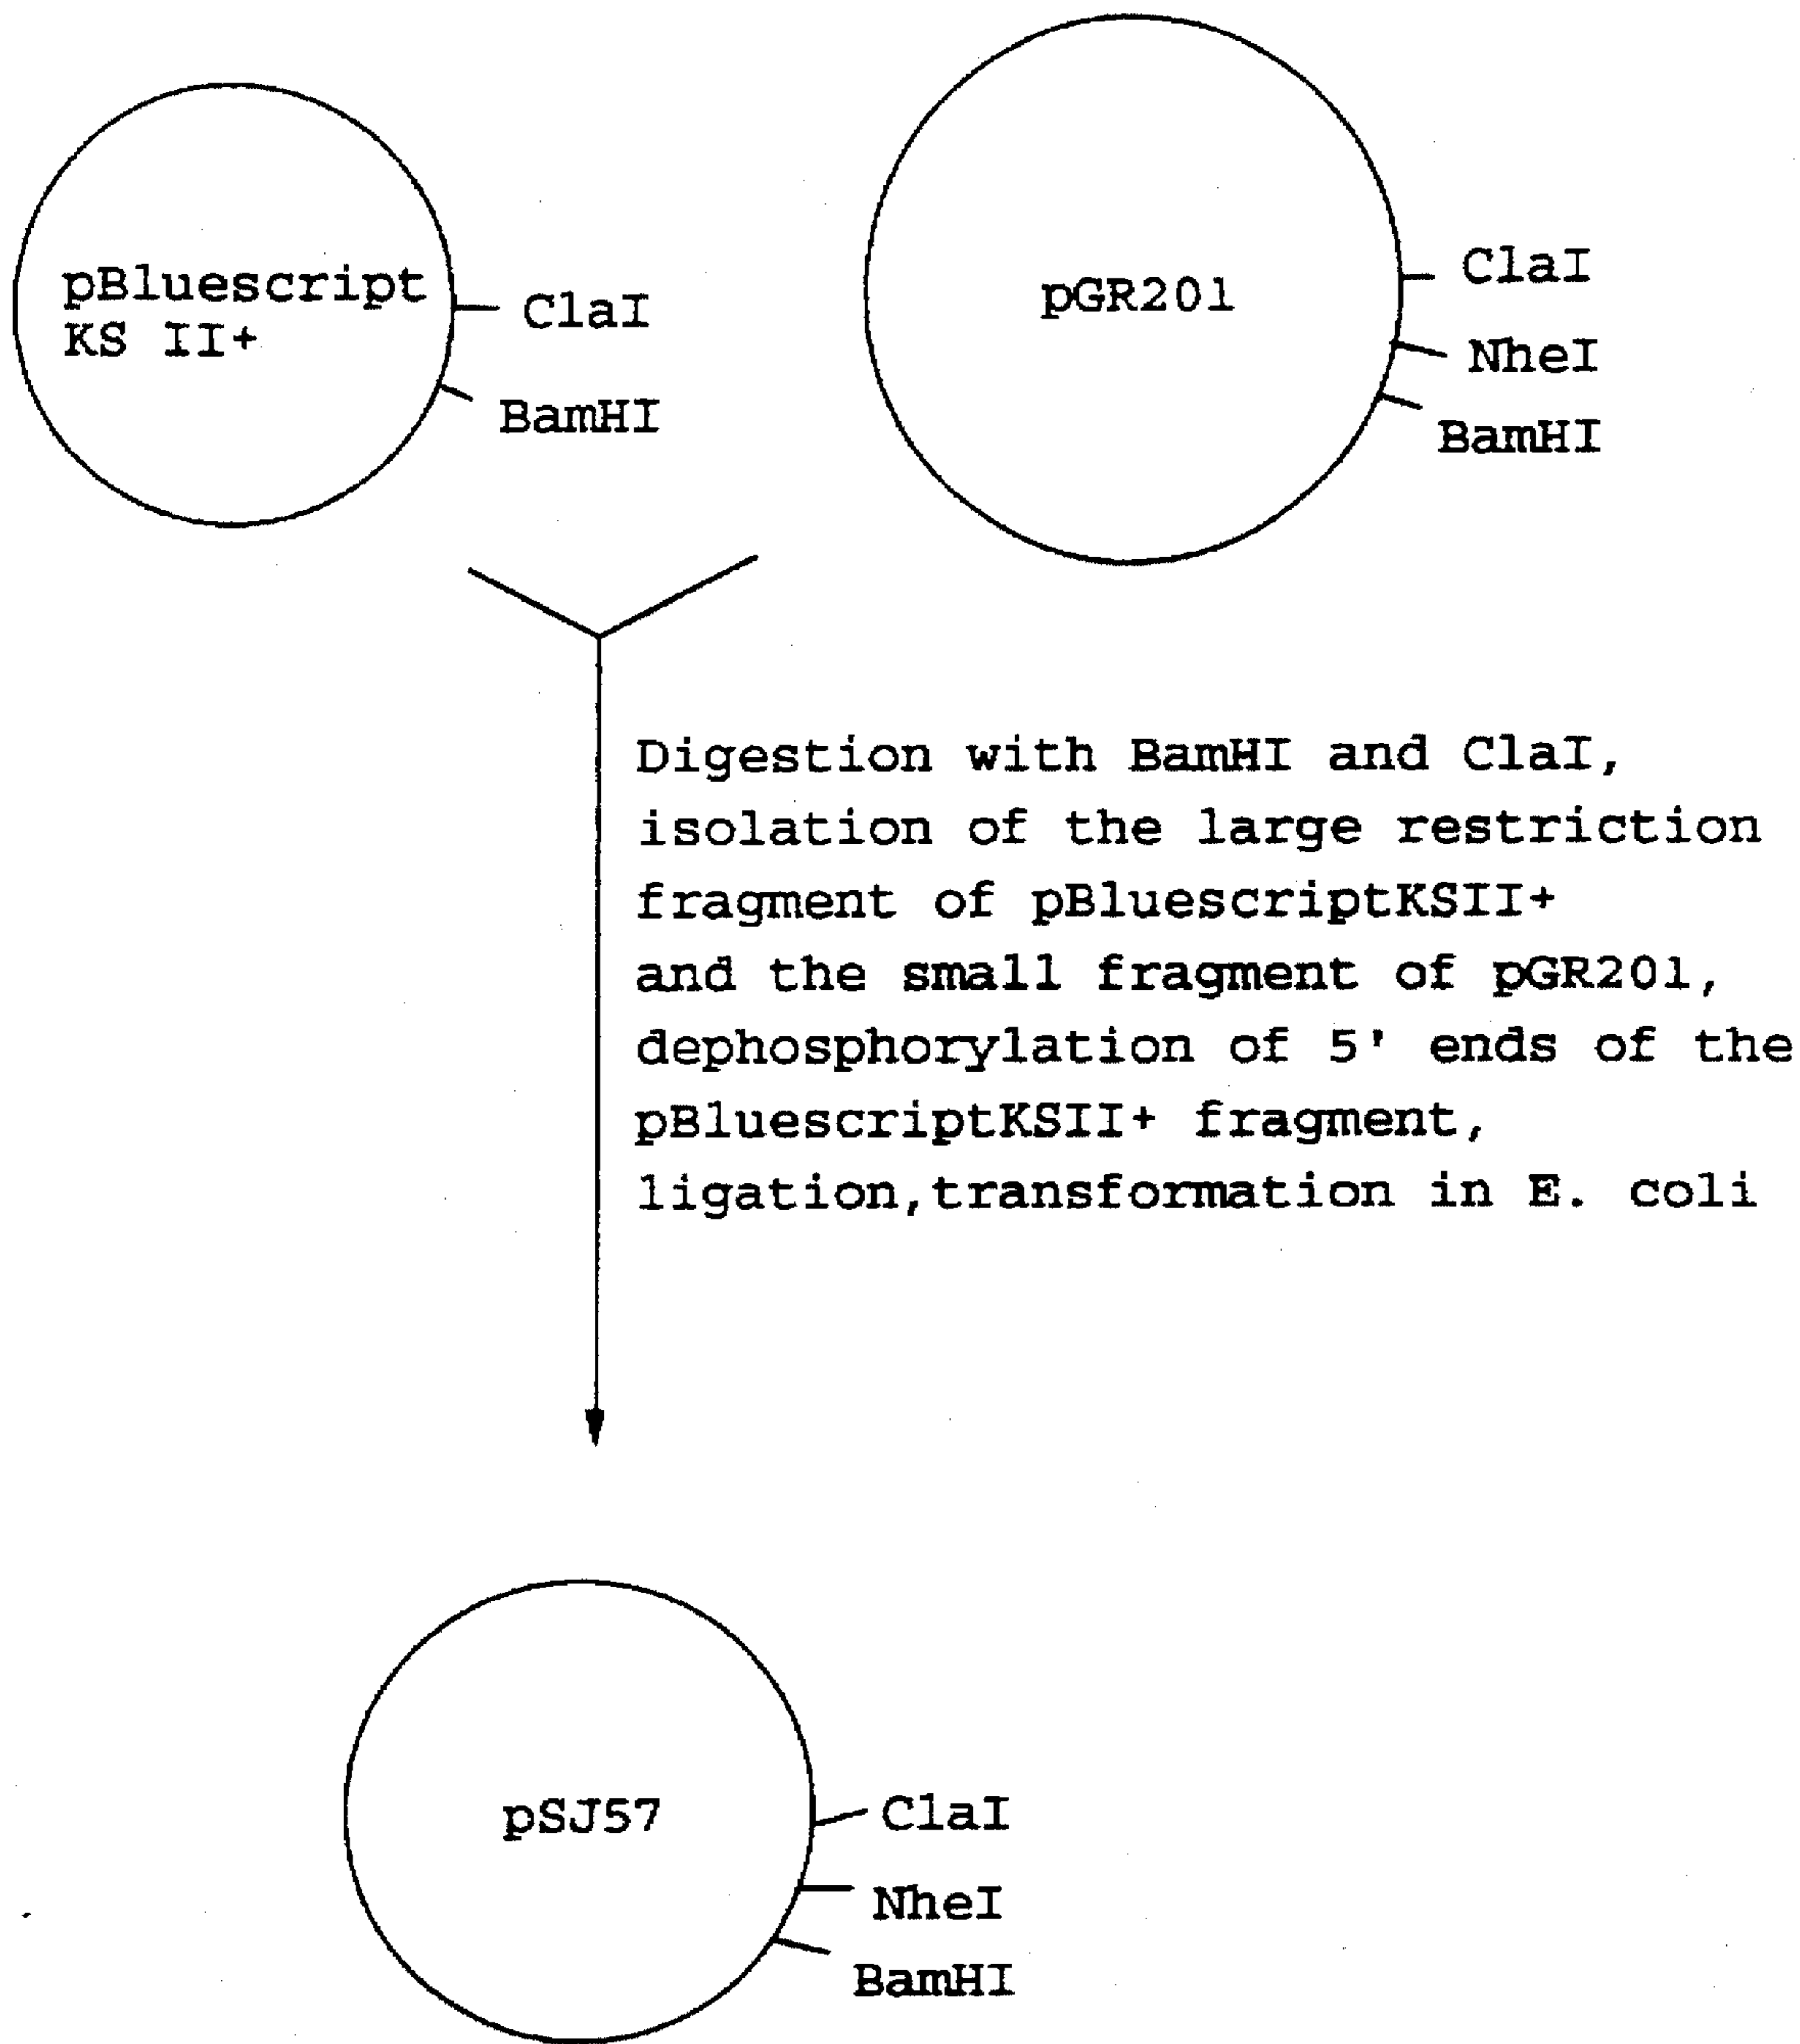 pBluescript
KS II+
ClaI
BamHI
pGR201
ClaI
NheI
BamHI
Digestion with BamHI and ClaI,
isolation of the large restriction
fragment of pBluescriptKSII+
and the small fragment of pGR201,
dephosphorylation of 5' ends of the
pBluescriptKSII+ fragment,
ligation,transformation in E. coli
pSJ57
ClaI
NheI
BamHI